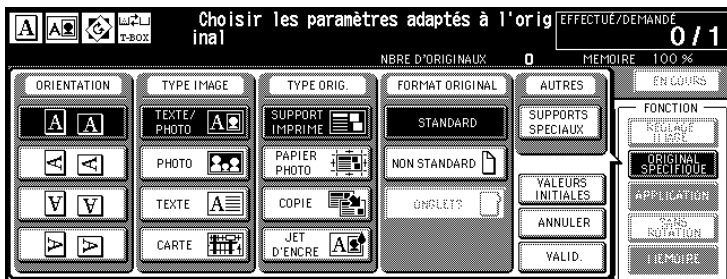 Choisir les paramètres adaptés à l'orig
inal
T-BOX
EFFECTUÉ/DEMANDÉ
0 / 1
NBRE D'ORIGINAUX 0 MEMOIRE 100 %
ORIENTATION
A A
A A
A A
A A
TYPE IMAGE
TEXTE/
PHOTO
PHOTO
TEXTE
CARTE
TYPE ORIG.
SUPPORT
IMPRIME
PAPIER
PHOTO
COPIE
JET
D'ENCRE
FORMAT ORIGINAL
STANDARD
NON STANDARD
ONGLETS
AUTRES
SUPPORTS
SPECIAUX
VALEURS
INITIALES
ANNULER
VALID.
EN COURS
FONCTION
REGLAGE
IMAGE
ORIGINAL
SPECIFIQUE
APPLICATION
SANS
ROTATION
MEMOIRE